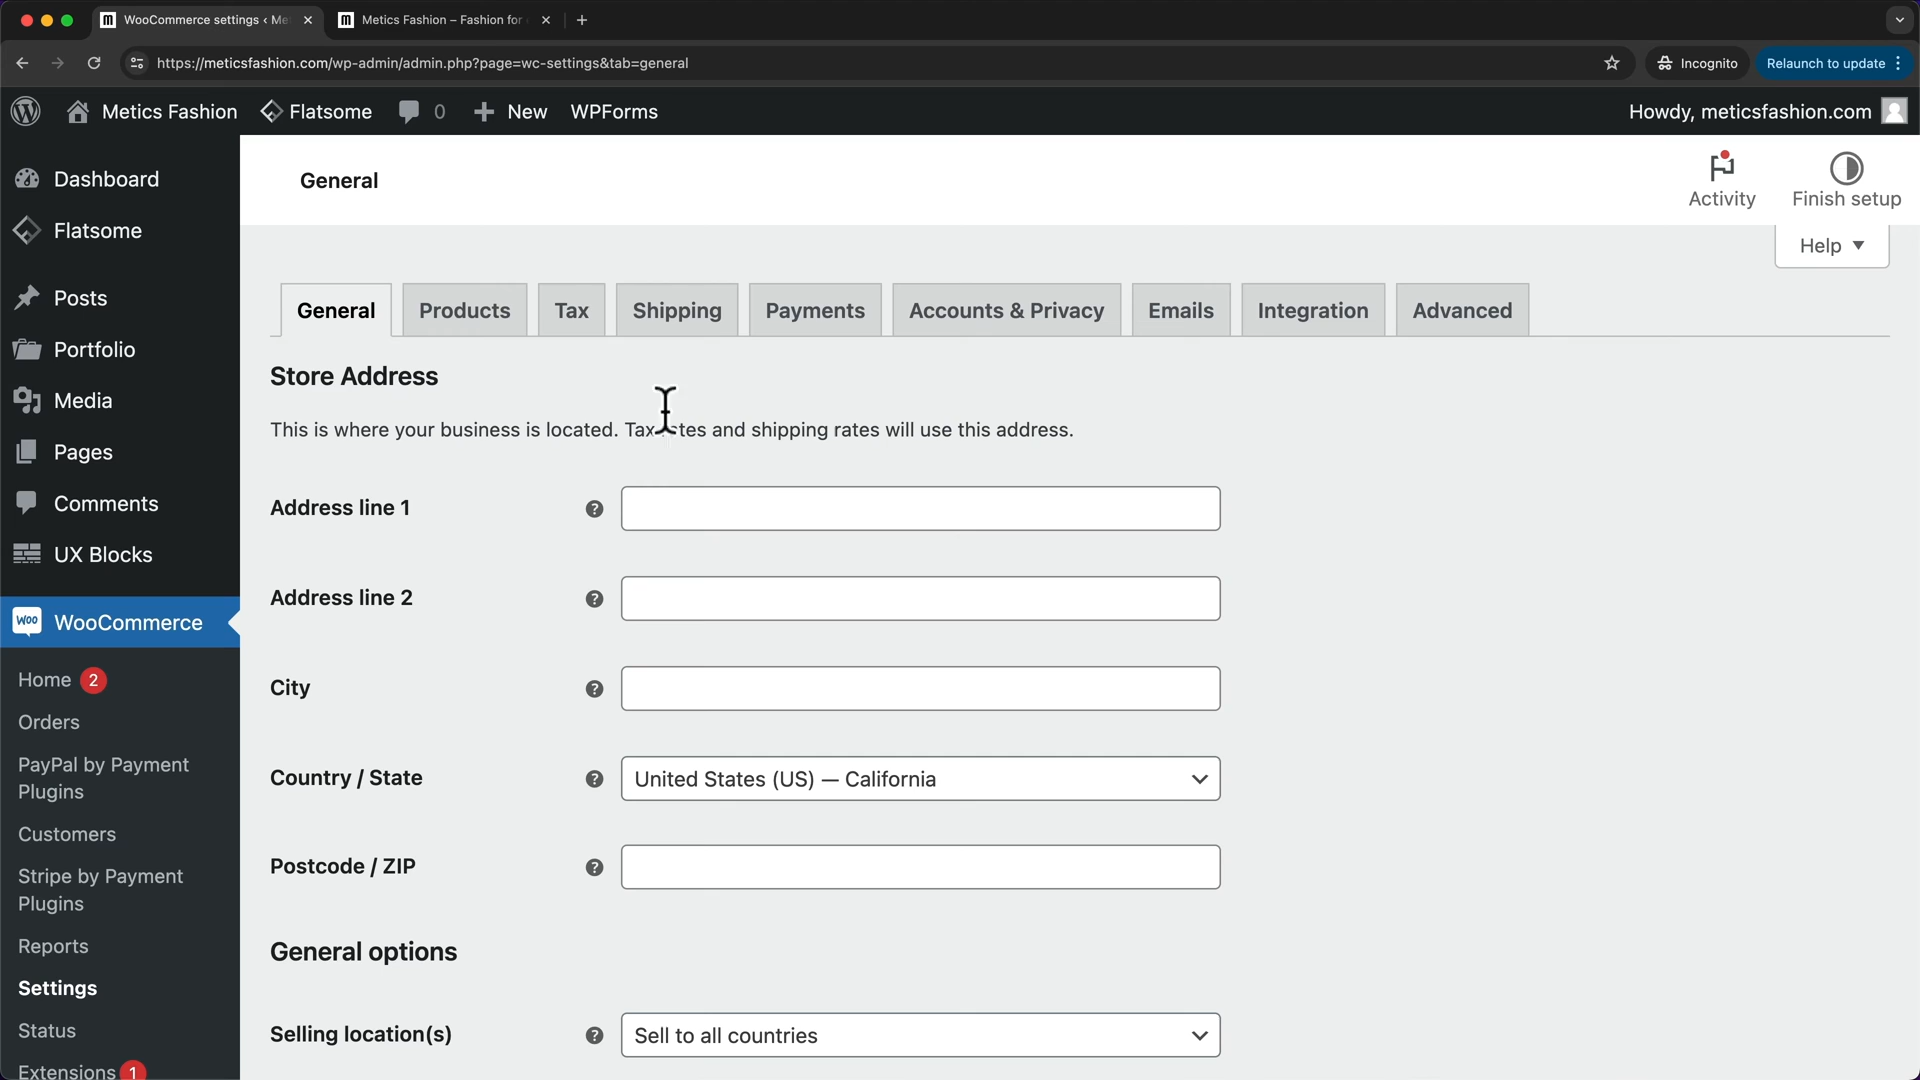 WooCommerce settings ‹ Me
Metics Fashion – Fashion for
https://meticsfashion.com/wp-admin/admin.php?page=wc-settings&tab=general
Incognito
Relaunch to update
Metics Fashion
Flatsome
0
New
WPForms
Howdy, meticsfashion.com
Dashboard
Flatsome
Posts
Portfolio
Media
Pages
Comments
UX Blocks
WooCommerce
Home 2
Orders
PayPal by Payment
Plugins
Customers
Stripe by Payment
Plugins
Reports
Settings
Status
Extensions 1
General
Activity
Finish setup
Help
General
Products
Tax
Shipping
Payments
Accounts & Privacy
Emails
Integration
Advanced
Store Address
This is where your business is located. Tax rates and shipping rates will use this address.
Address line 1
Address line 2
City
Country / State
United States (US) — California
Postcode / ZIP
General options
Selling location(s)
Sell to all countries